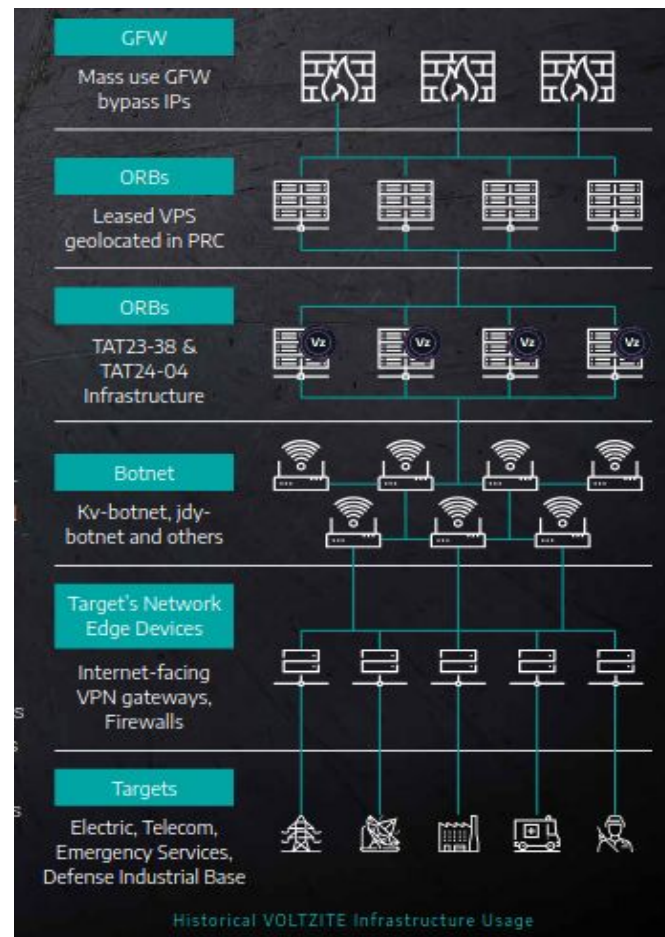 GFW
Mass use GFW
bypass IPs
ORBs
Leased VPS
geolocated in PRC
ORBs
Vz Vz Vz Vz
TAT23-38 &
TAT24-04
Infrastructure
Botnet
Kv-botnet, jdy-
botnet and others
Target's Network
Edge Devices
Internet-facing
VPN gateways,
Firewalls
Targets
Electric, Telecom,
Emergency Services,
Defense Industrial Base
Historical VOLTZITE Infrastructure Usage